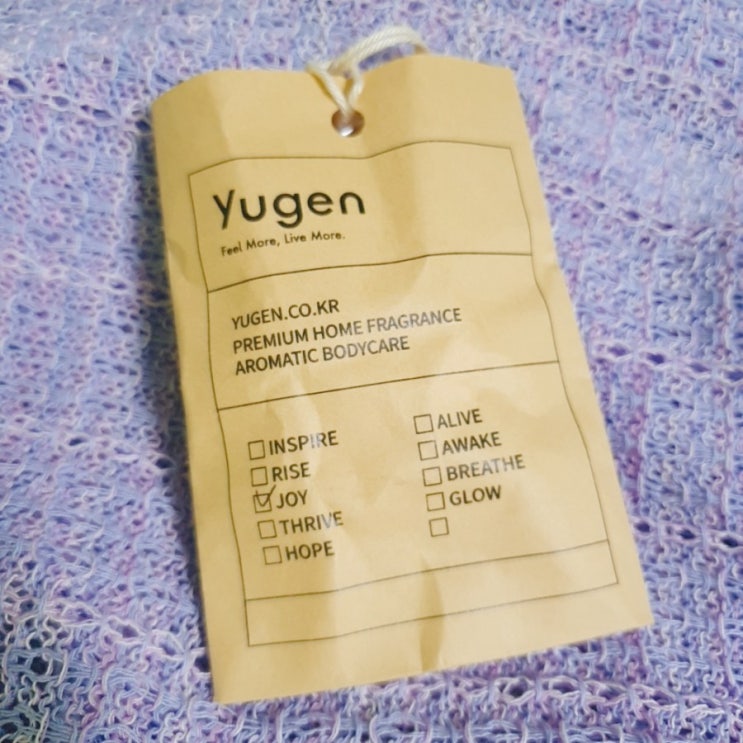 Yugen
Feel More, Live More.
YUGEN.CO.KR
PREMIUM HOME FRAGRANCE
AROMATIC BODYCARE
INSPIRE
RISE
JOY
THRIVE
HOPE
ALIVE
AWAKE
BREATHE
GLOW